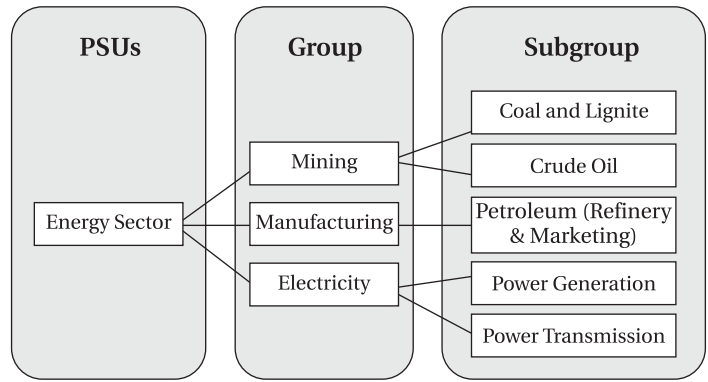 PSUs
Group
Subgroup
Energy Sector
Mining
Manufacturing
Electricity
Coal and Lignite
Crude Oil
Petroleum (Refinery
& Marketing)
Power Generation
Power Transmission